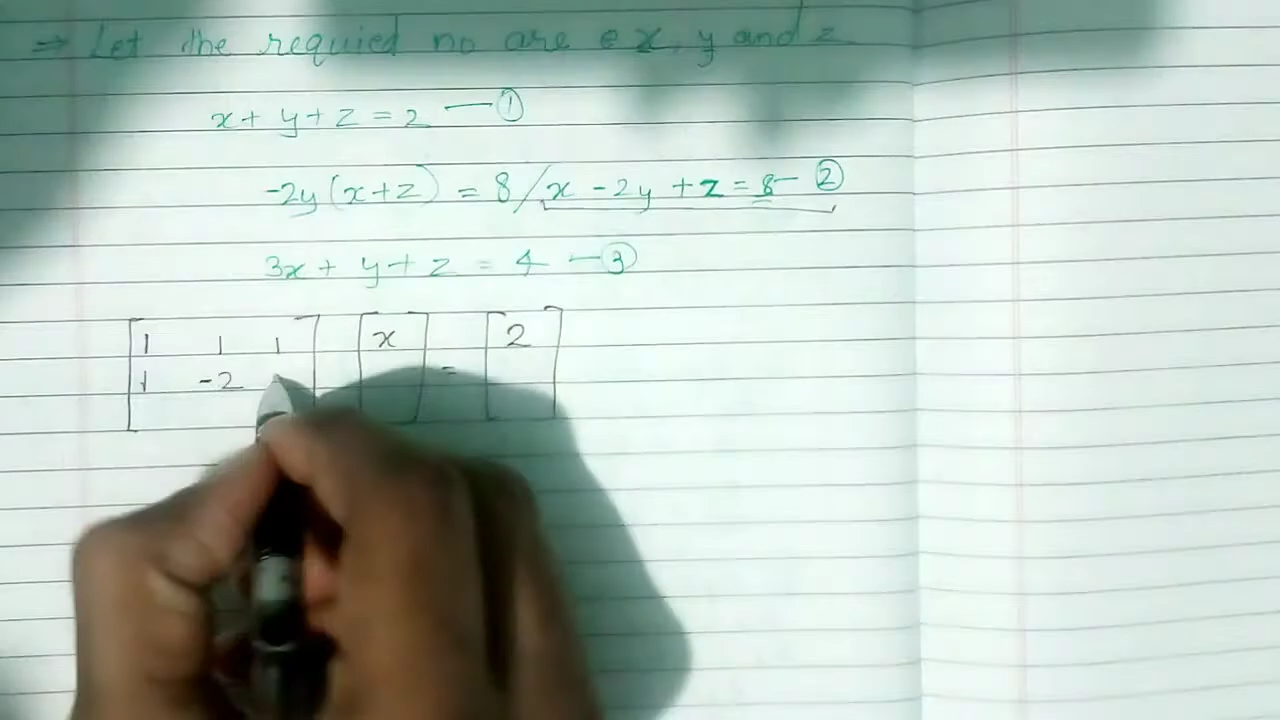 ⇒ Let the requied no are e x, y and z
x + y + z = 2 — ①
-2y (x+z) = 8 / x - 2y + z = 8 — ②
3x + y + z = 4 — ③
[1 1 1] [x] = [2]
1 -2